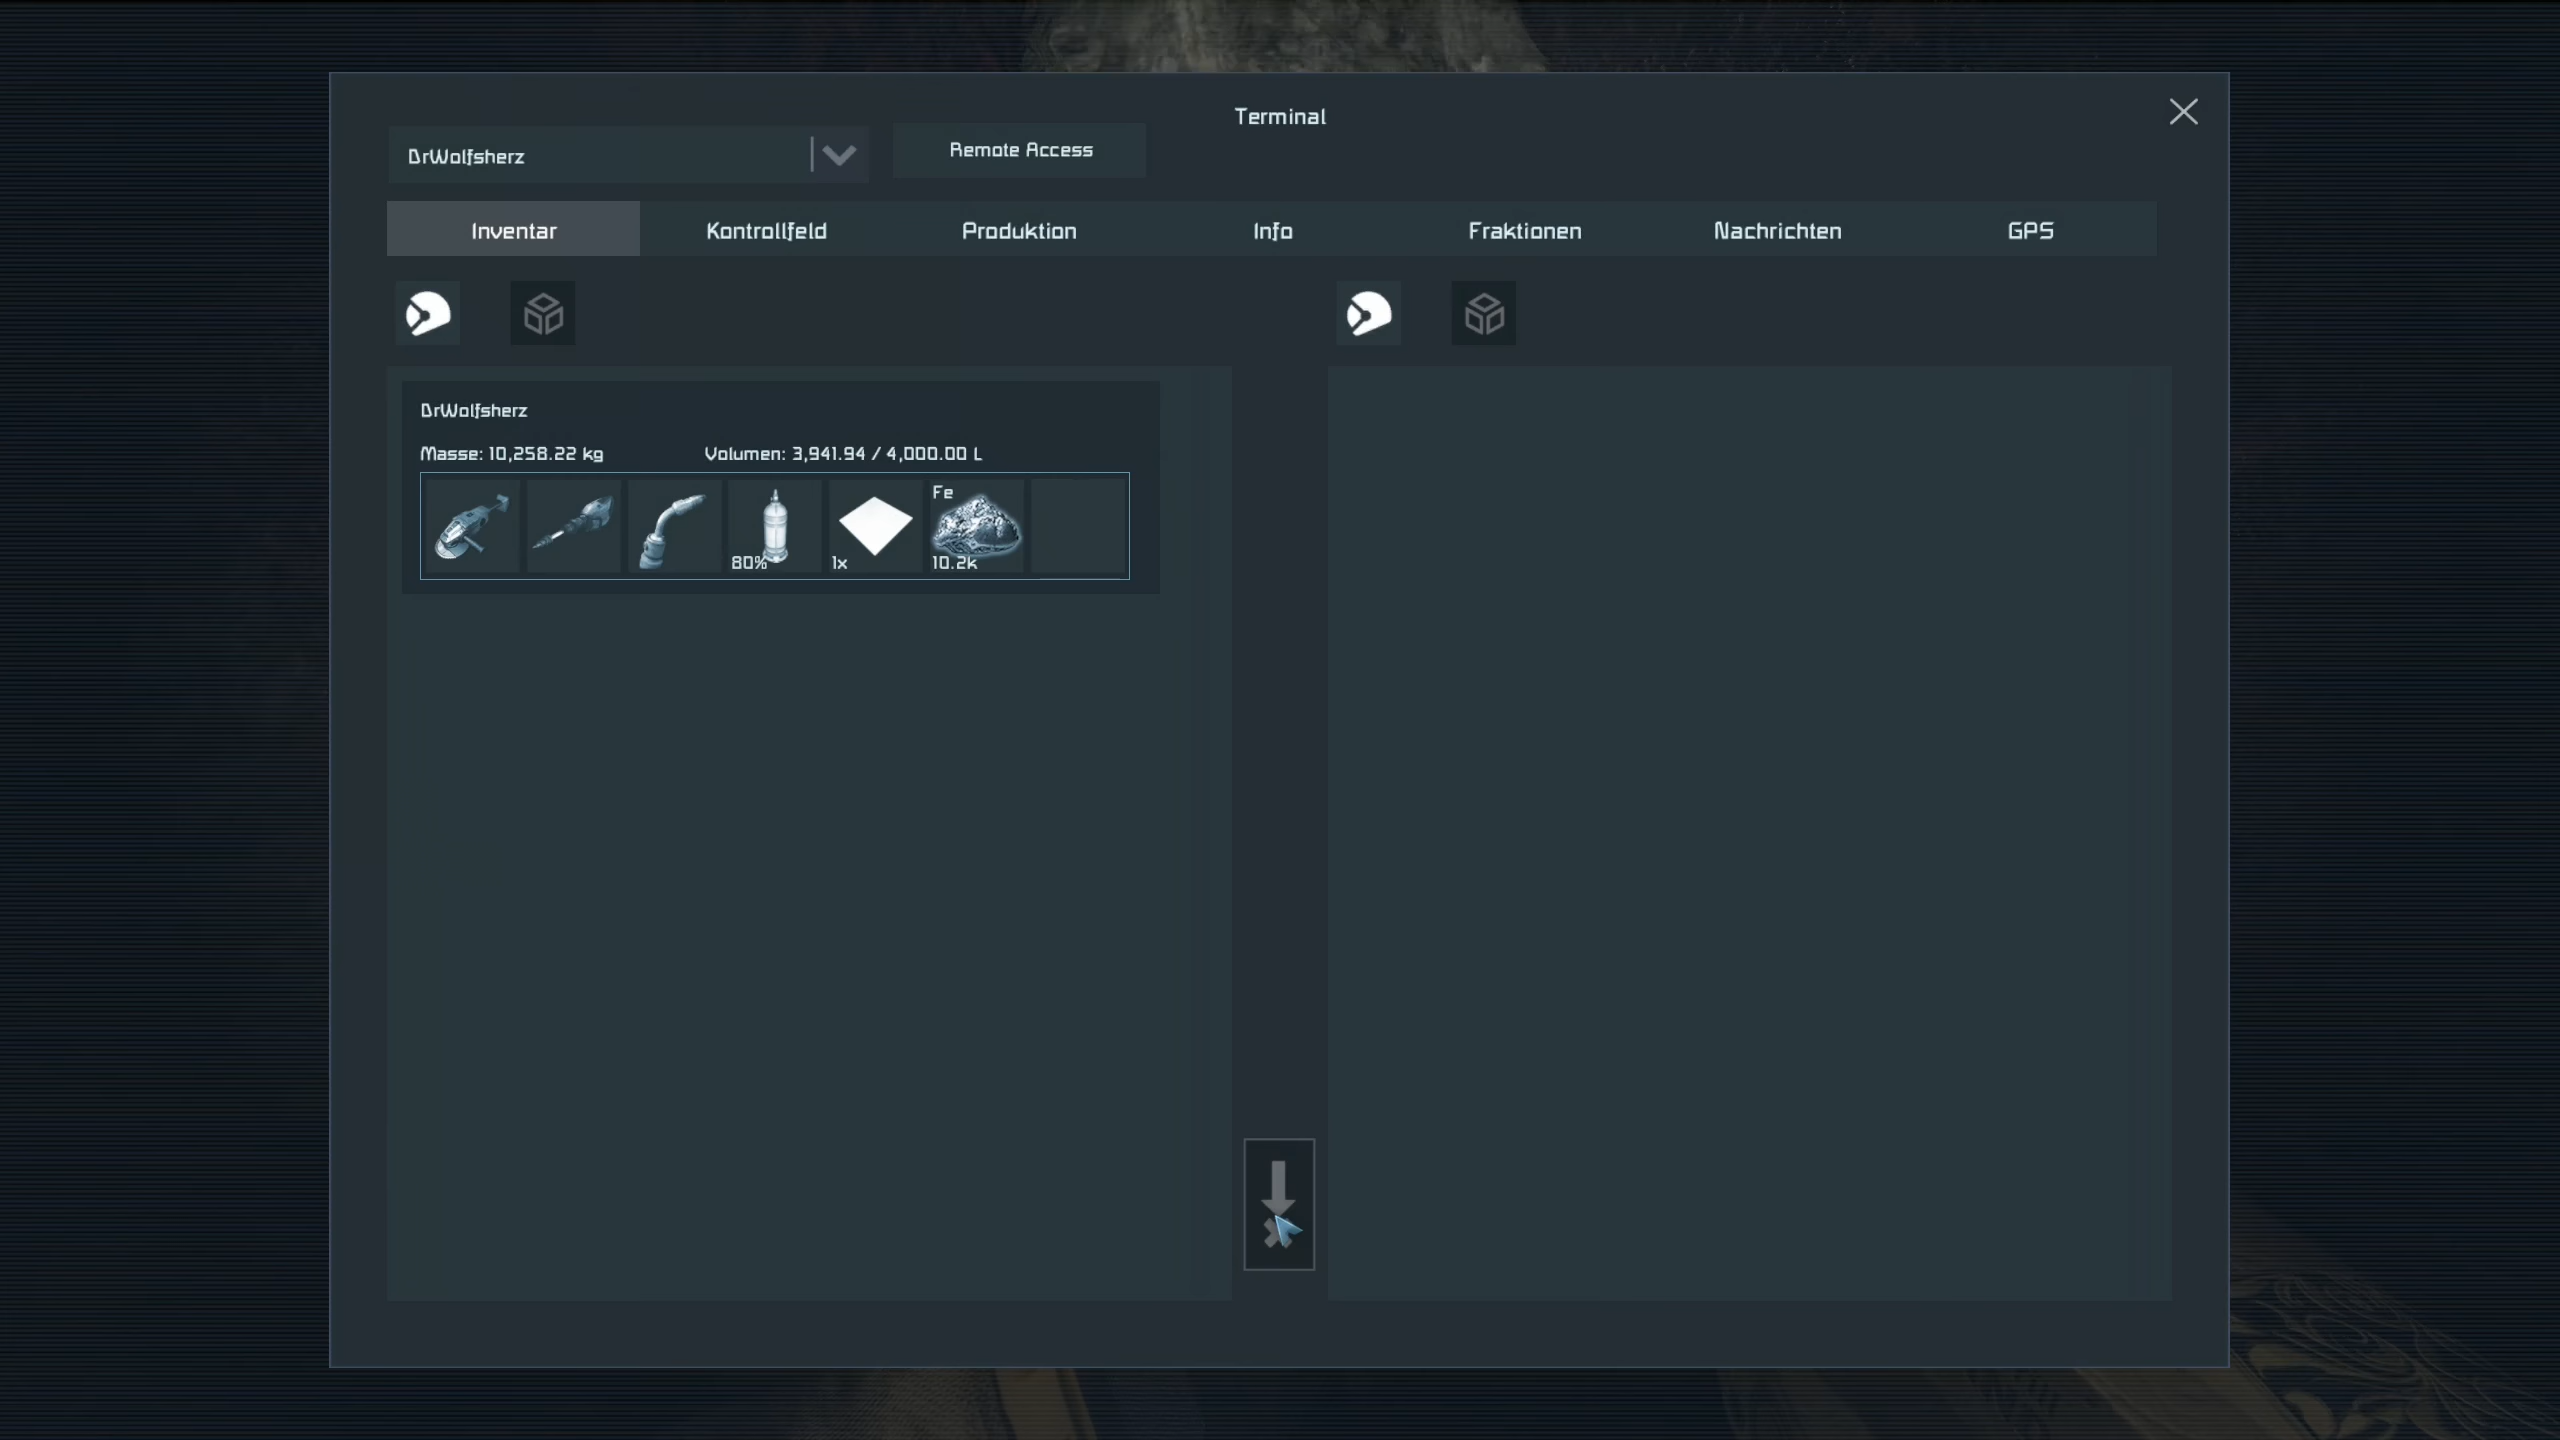 Terminal
DrWolfsherz
Remote Access
Inventar
Kontrollfeld
Produktion
Info
Fraktionen
Nachrichten
GPS
DrWolfsherz
Masse: 10,258.22 kg
Volumen: 3,941.94 / 4,000.00 L
80%
1x
Fe
10.2k